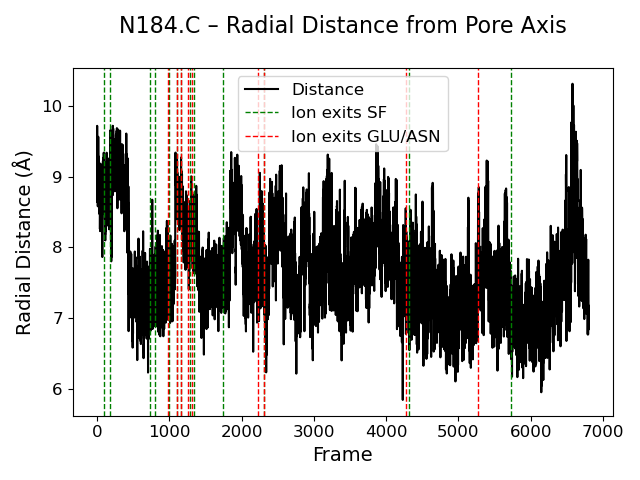 N184.C – Radial Distance from Pore Axis
Distance
Ion exits SF
Ion exits GLU/ASN
Radial Distance (Å)
10
9
8
7
6
0 1000 2000 3000 4000 5000 6000 7000
Frame